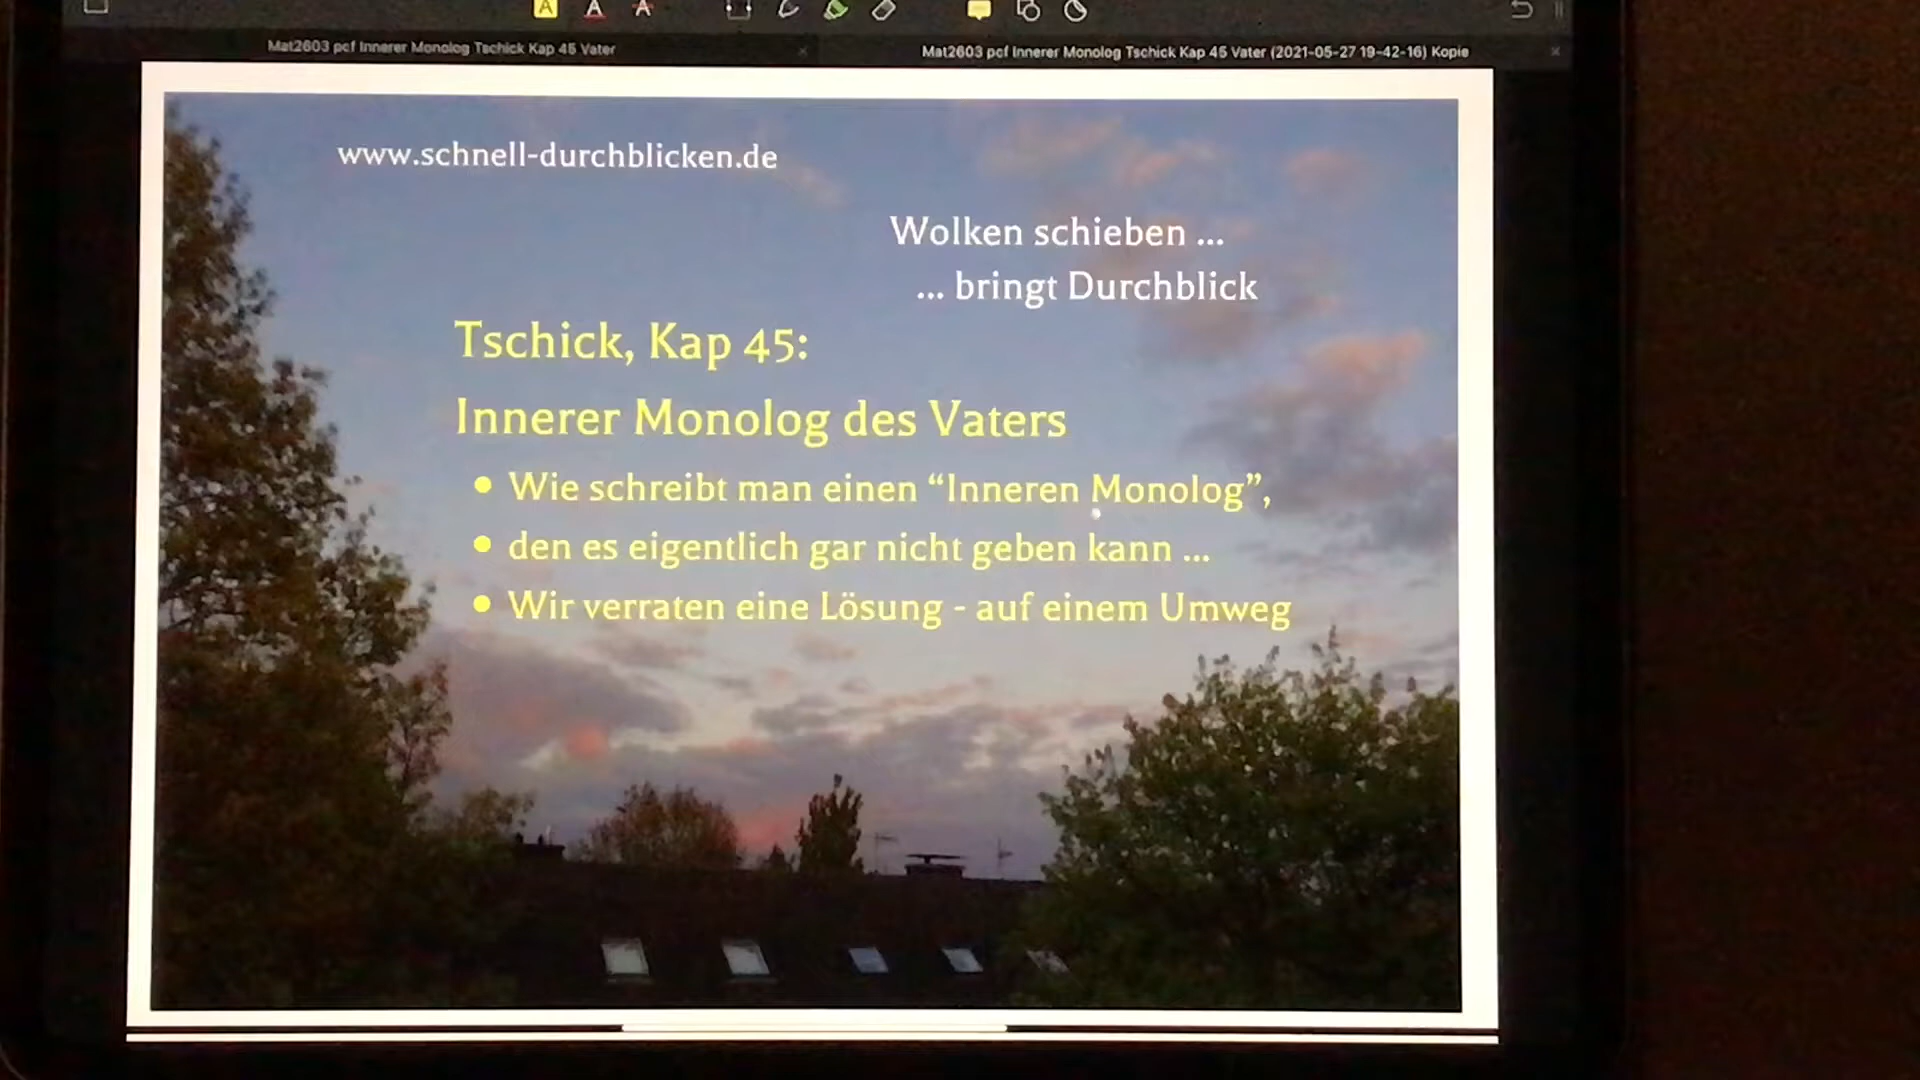 Mat2603 pcf Innerer Monolog Tschick Kap 45 Vater
Mat2603 pcf Innerer Monolog Tschick Kap 45 Vater (2021-05-27 19-42-16) Kopie
www.schnell-durchblicken.de
Wolken schieben ...
... bringt Durchblick
Tschick, Kap 45:
Innerer Monolog des Vaters
• Wie schreibt man einen “Inneren Monolog”,
• den es eigentlich gar nicht geben kann ...
• Wir verraten eine Lösung - auf einem Umweg